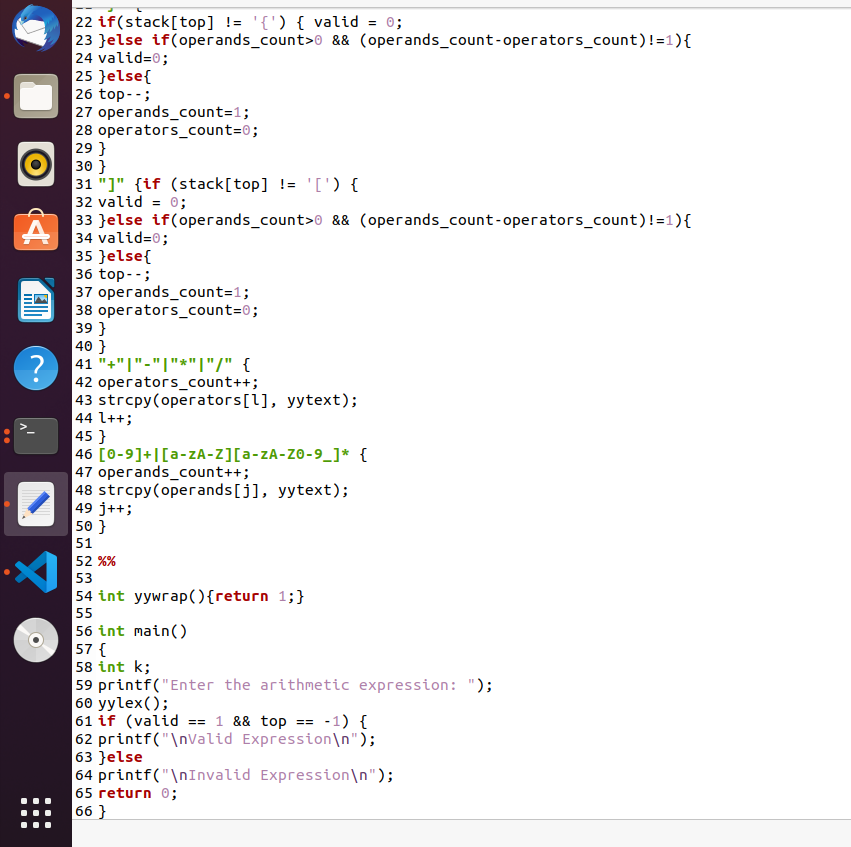 22 if(stack[top] != '{') { valid = 0;
23 }else if(operands_count>0 && (operands_count-operators_count)!=1){
24 valid=0;
25 }else{
26 top--;
27 operands_count=1;
28 operators_count=0;
29 }
30 }
31 "]" {if (stack[top] != '[') {
32 valid = 0;
33 }else if(operands_count>0 && (operands_count-operators_count)!=1){
34 valid=0;
35 }else{
36 top--;
37 operands_count=1;
38 operators_count=0;
39 }
40 }
41 "+"|"-"|"*"|"/" {
42 operators_count++;
43 strcpy(operators[l], yytext);
44 l++;
45 }
46 [0-9]+|[a-zA-Z][a-zA-Z0-9_]* {
47 operands_count++;
48 strcpy(operands[j], yytext);
49 j++;
50 }
51
52 %%
53
54 int yywrap(){return 1;}
55
56 int main()
57 {
58 int k;
59 printf("Enter the arithmetic expression: ");
60 yylex();
61 if (valid == 1 && top == -1) {
62 printf("\nValid Expression\n");
63 }else
64 printf("\nInvalid Expression\n");
65 return 0;
66 }